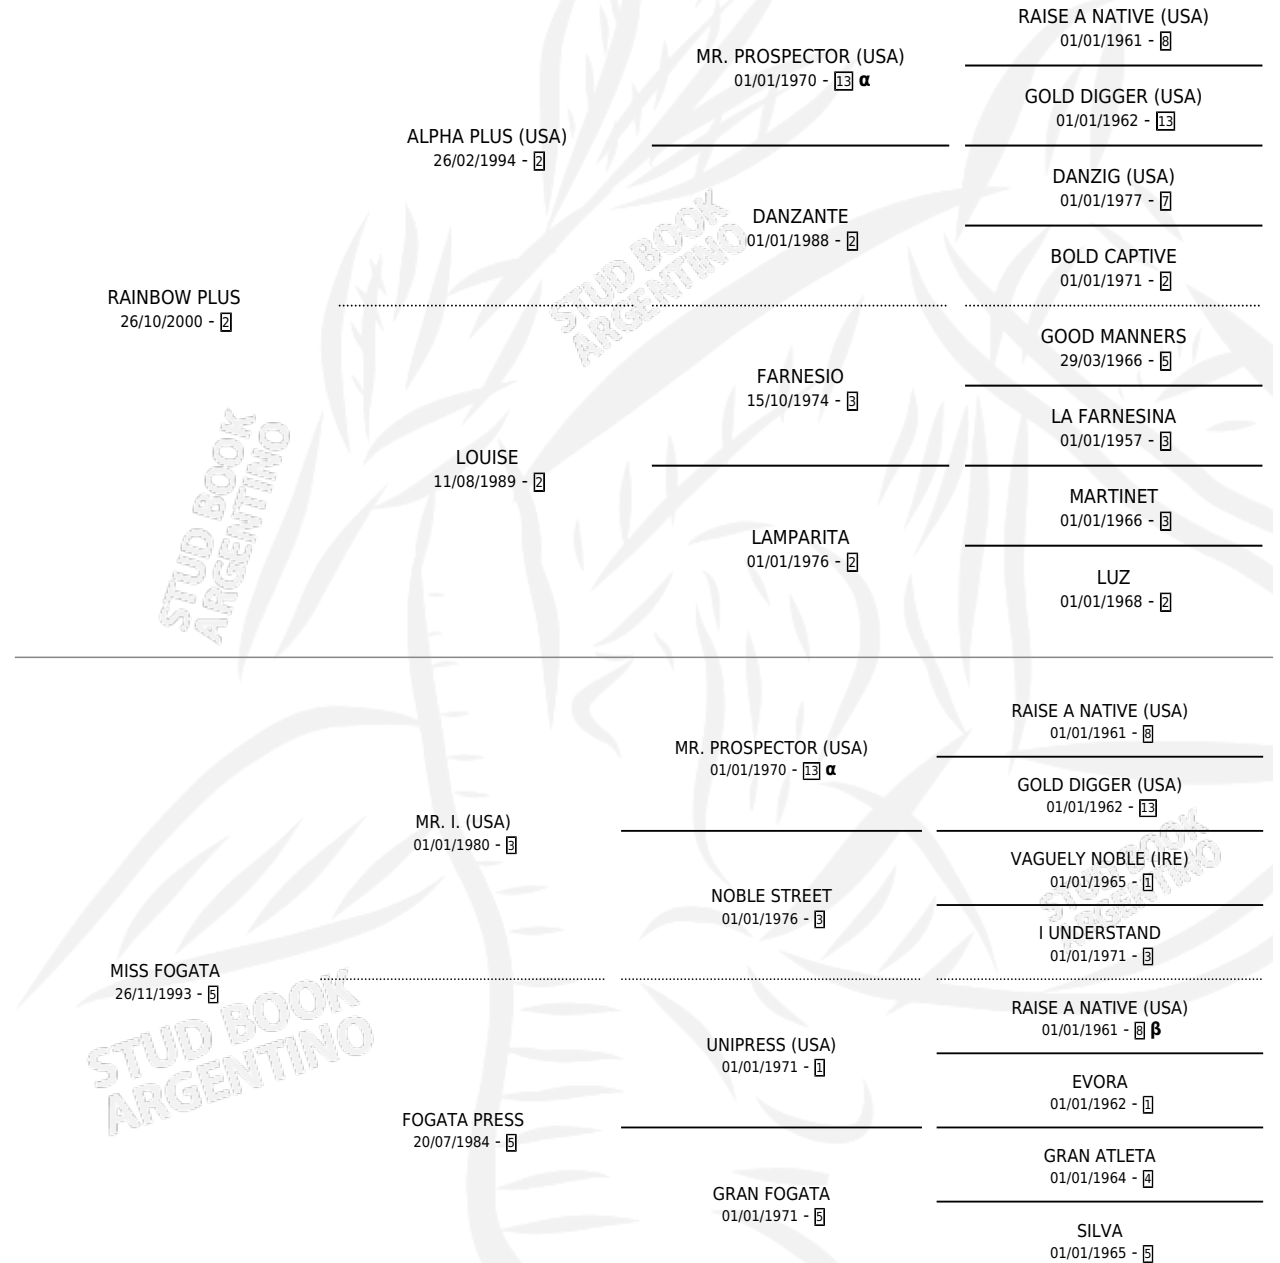 RAISE A NATIVE (USA)
01/01/1961 - 8
MR. PROSPECTOR (USA)
01/01/1970 - 13 α
GOLD DIGGER (USA)
01/01/1962 - 13
ALPHA PLUS (USA)
26/02/1994 - 2
DANZIG (USA)
01/01/1977 - 7
DANZANTE
01/01/1988 - 2
BOLD CAPTIVE
01/01/1971 - 2
RAINBOW PLUS
26/10/2000 - 2
GOOD MANNERS
29/03/1966 - 5
FARNESIO
15/10/1974 - 3
LA FARNESINA
01/01/1957 - 3
LOUISE
11/08/1989 - 2
MARTINET
01/01/1966 - 3
LAMPARITA
01/01/1976 - 2
LUZ
01/01/1968 - 2
STUD BOOK
ARGENTINO
STUD BOOK
ARGENTINO
RAISE A NATIVE (USA)
01/01/1961 - 8
MR. PROSPECTOR (USA)
01/01/1970 - 13 α
GOLD DIGGER (USA)
01/01/1962 - 13
MR. I. (USA)
01/01/1980 - 3
VAGUELY NOBLE (IRE)
01/01/1965 - 1
NOBLE STREET
01/01/1976 - 3
I UNDERSTAND
01/01/1971 - 3
MISS FOGATA
26/11/1993 - 5
RAISE A NATIVE (USA)
01/01/1961 - 8 β
UNIPRESS (USA)
01/01/1971 - 1
EVORA
01/01/1962 - 1
FOGATA PRESS
20/07/1984 - 5
GRAN ATLETA
01/01/1964 - 4
GRAN FOGATA
01/01/1971 - 5
SILVA
01/01/1965 - 5
STUD BOOK
ARGENTINO
STUD BOOK
ARGENTINO